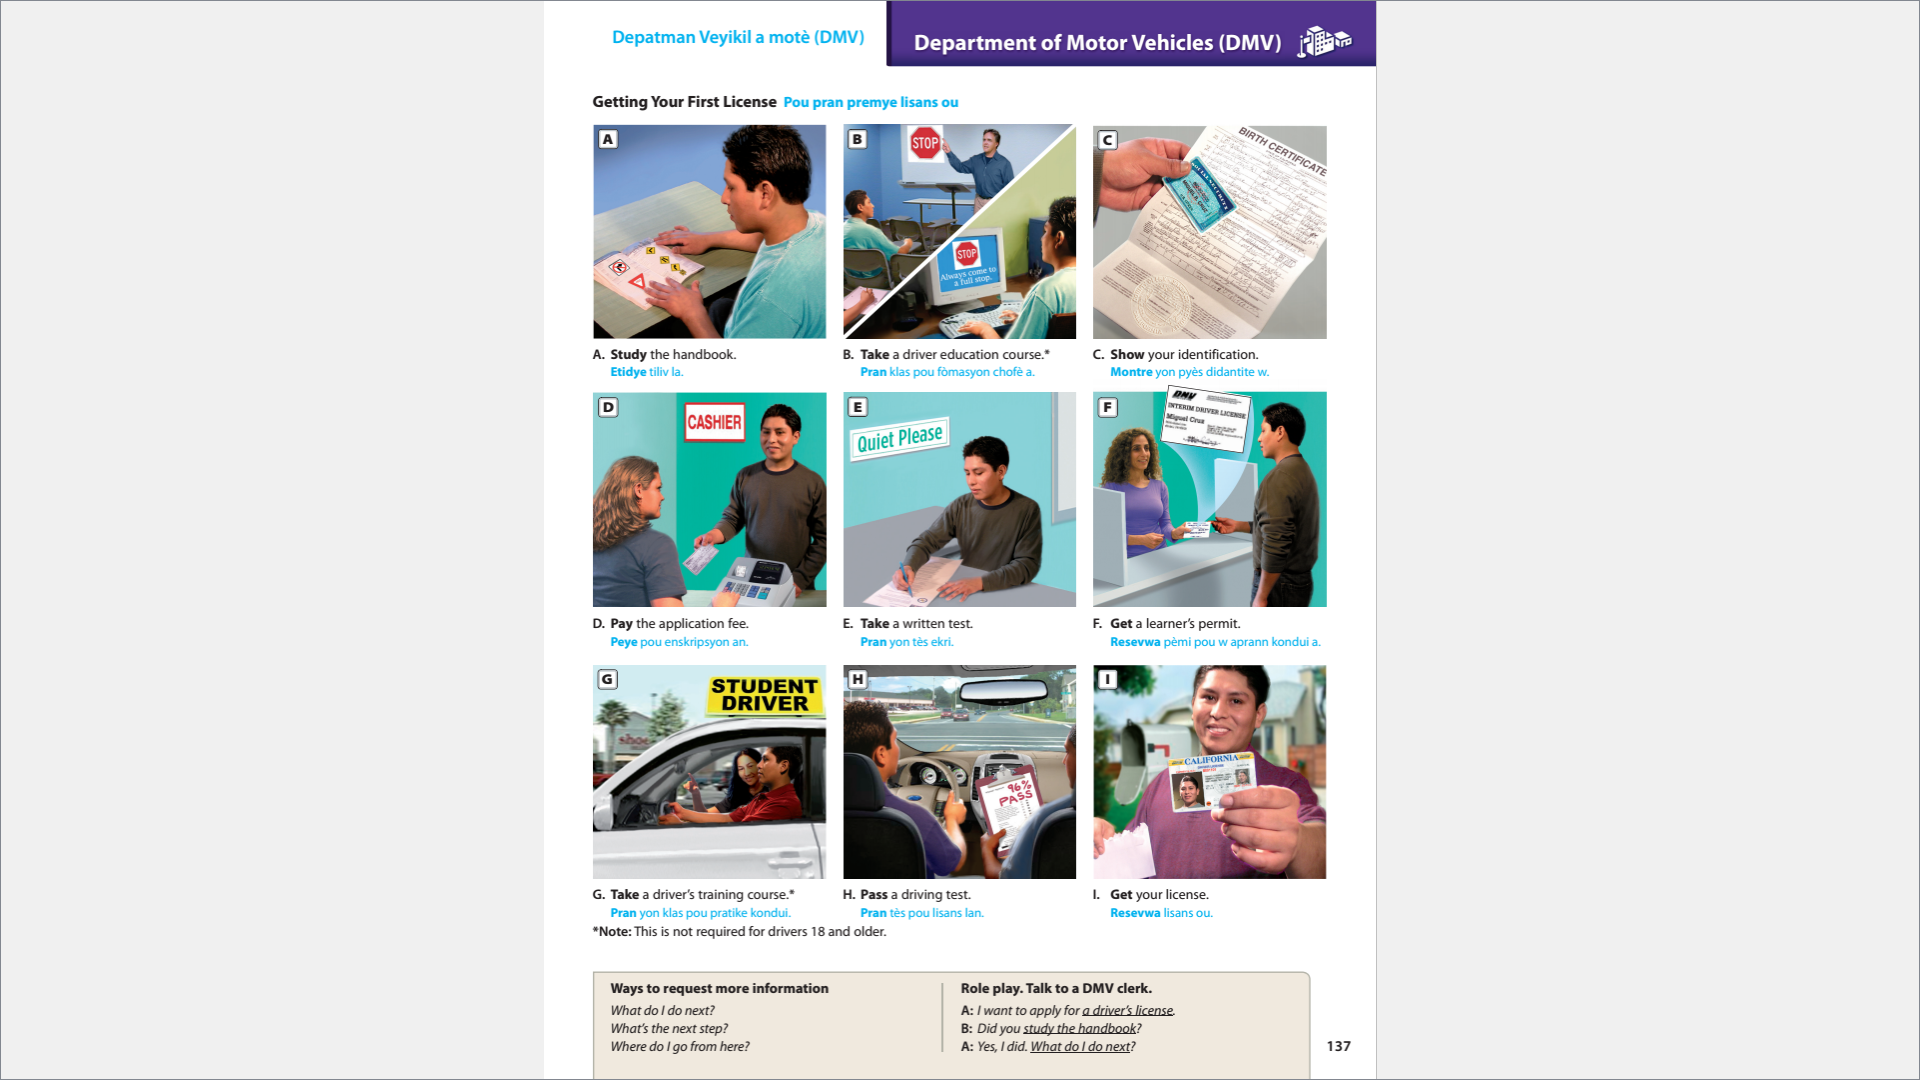 Depatman Veyikil a motè (DMV)
Department of Motor Vehicles (DMV)
Getting Your First License Pou pran premye lisans ou
A
B
STOP
STOP
Always come to
a full stop.
C
BIRTH CERTIFICATE
SOCIAL SECURITY
A. Study the handbook.
Etidye tiliv la.
B. Take a driver education course.*
Pran klas pou fòmasyon chofè a.
C. Show your identification.
Montre yon pyès didantite w.
D
CASHIER
E
Quiet Please
F
DMV
INTERIM DRIVER LICENSE
Miguel Cruz
D. Pay the application fee.
Peye pou enskripsyon an.
E. Take a written test.
Pran yon tès ekri.
F. Get a learner's permit.
Resevwa pèmi pou w aprann kondui a.
G
STUDENT
DRIVER
shoe
H
96%
PASS
I
CALIFORNIA
G. Take a driver's training course.*
Pran yon klas pou pratike kondui.
H. Pass a driving test.
Pran tès pou lisans lan.
I. Get your license.
Resevwa lisans ou.
*Note: This is not required for drivers 18 and older.
Ways to request more information
What do I do next?
What's the next step?
Where do I go from here?
Role play. Talk to a DMV clerk.
A: I want to apply for a driver's license.
B: Did you study the handbook?
A: Yes, I did. What do I do next?
137